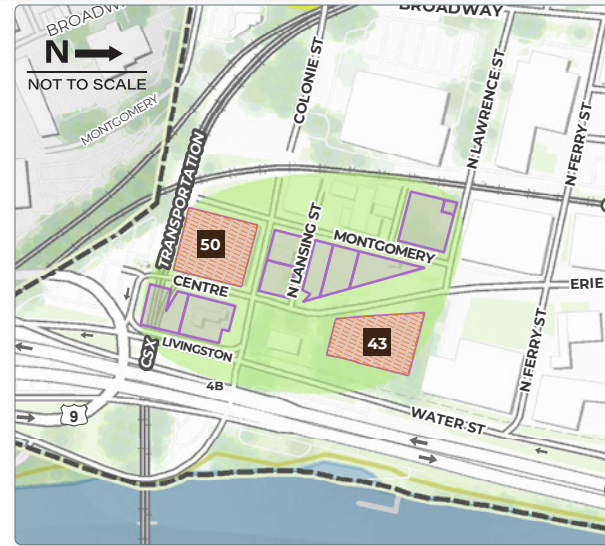 BROADWAY
BROADWAY
N
NOT TO SCALE
MONTGOMERY
COLONIE ST
N LAWRENCE ST
N FERRY ST
CSX TRANSPORTATION
50
N LANSING ST
MONTGOMERY
CENTRE
ERIE
LIVINGSTON
43
N FERRY ST
4B
WATER ST
9